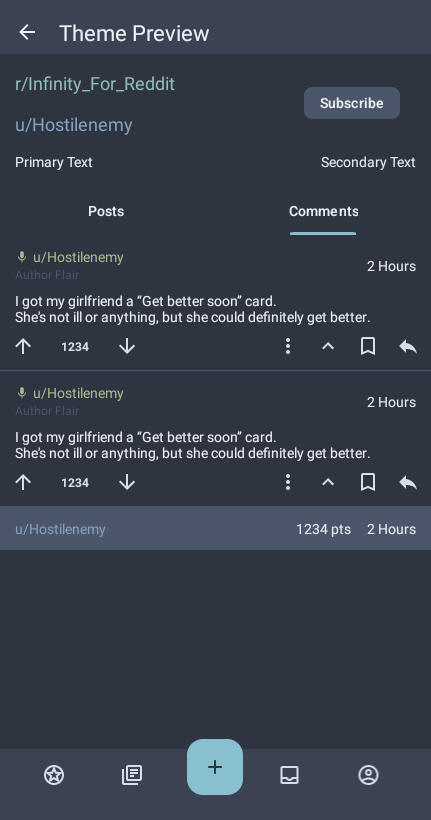 Theme Preview
r/Infinity_For_Reddit
Subscribe
u/Hostilenemy
Primary Text
Secondary Text
Posts
Comments
u/Hostilenemy
2 Hours
Author Flair
I got my girlfriend a “Get better soon” card.
She's not ill or anything, but she could definitely get better.
1234
u/Hostilenemy
2 Hours
Author Flair
I got my girlfriend a “Get better soon” card.
She's not ill or anything, but she could definitely get better.
1234
u/Hostilenemy
1234 pts
2 Hours